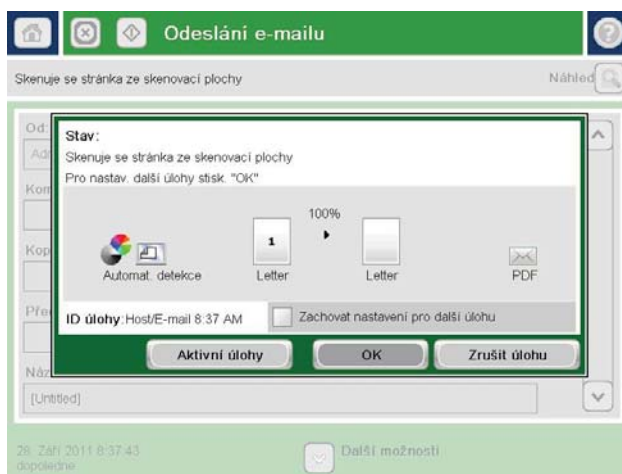 Odeslání e-mailu
Skenuje se stránka ze skenovací plochy
Náhled
Od:
Stav:
Skenuje se stránka ze skenovací plochy
Pro nastav. další úlohy stisk. "OK"
100%
1
Automat. detekce
Letter
Letter
PDF
ID úlohy:Host/E-mail 8:37 AM
Zachovat nastavení pro další úlohu
Aktivní úlohy
OK
Zrušit úlohu
[Untitled]
28. Září 2011 8:37:43
dopoledne
Další možnosti